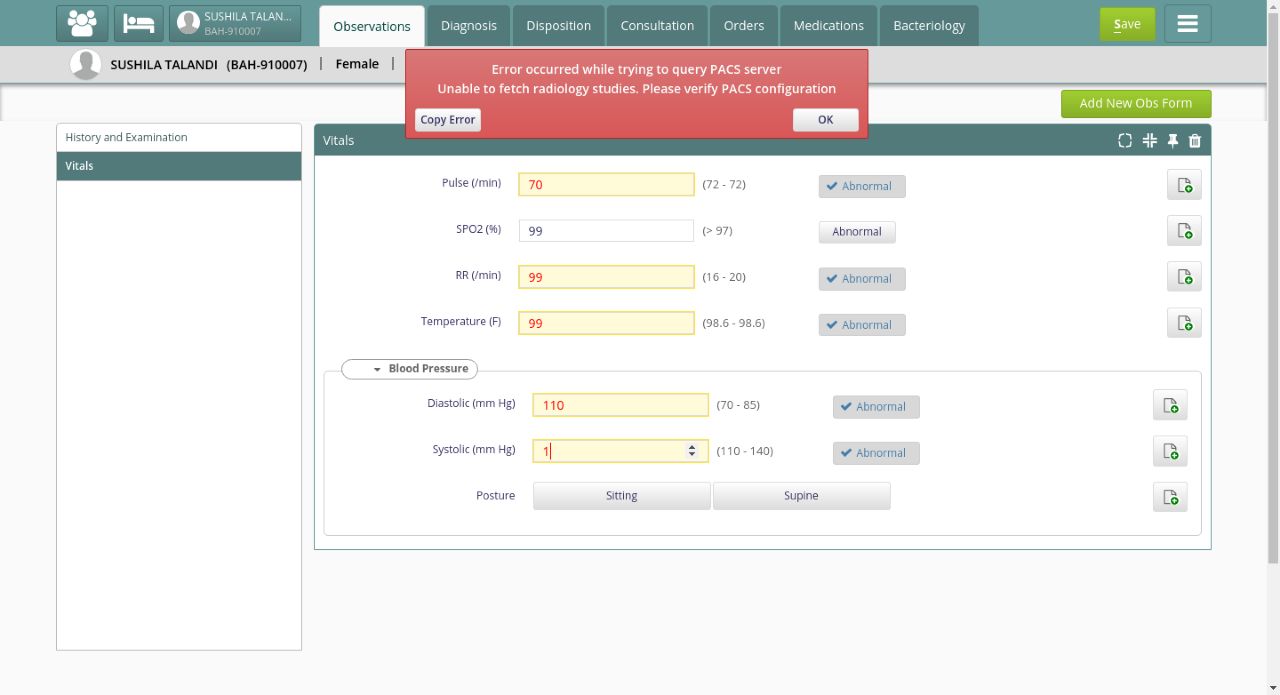 SUSHILA TALAN...
BAH-910007
Observations
Diagnosis
Disposition
Consultation
Orders
Medications
Bacteriology
Save
SUSHILA TALANDI (BAH-910007) | Female |
Error occurred while trying to query PACS server
Unable to fetch radiology studies. Please verify PACS configuration
Copy Error
OK
Add New Obs Form
History and Examination
Vitals
Vitals
Pulse (/min) 70 (72 - 72) Abnormal
SPO2 (%) 99 (> 97) Abnormal
RR (/min) 99 (16 - 20) Abnormal
Temperature (F) 99 (98.6 - 98.6) Abnormal
Blood Pressure
Diastolic (mm Hg) 110 (70 - 85) Abnormal
Systolic (mm Hg) 1 (110 - 140) Abnormal
Posture Sitting Supine